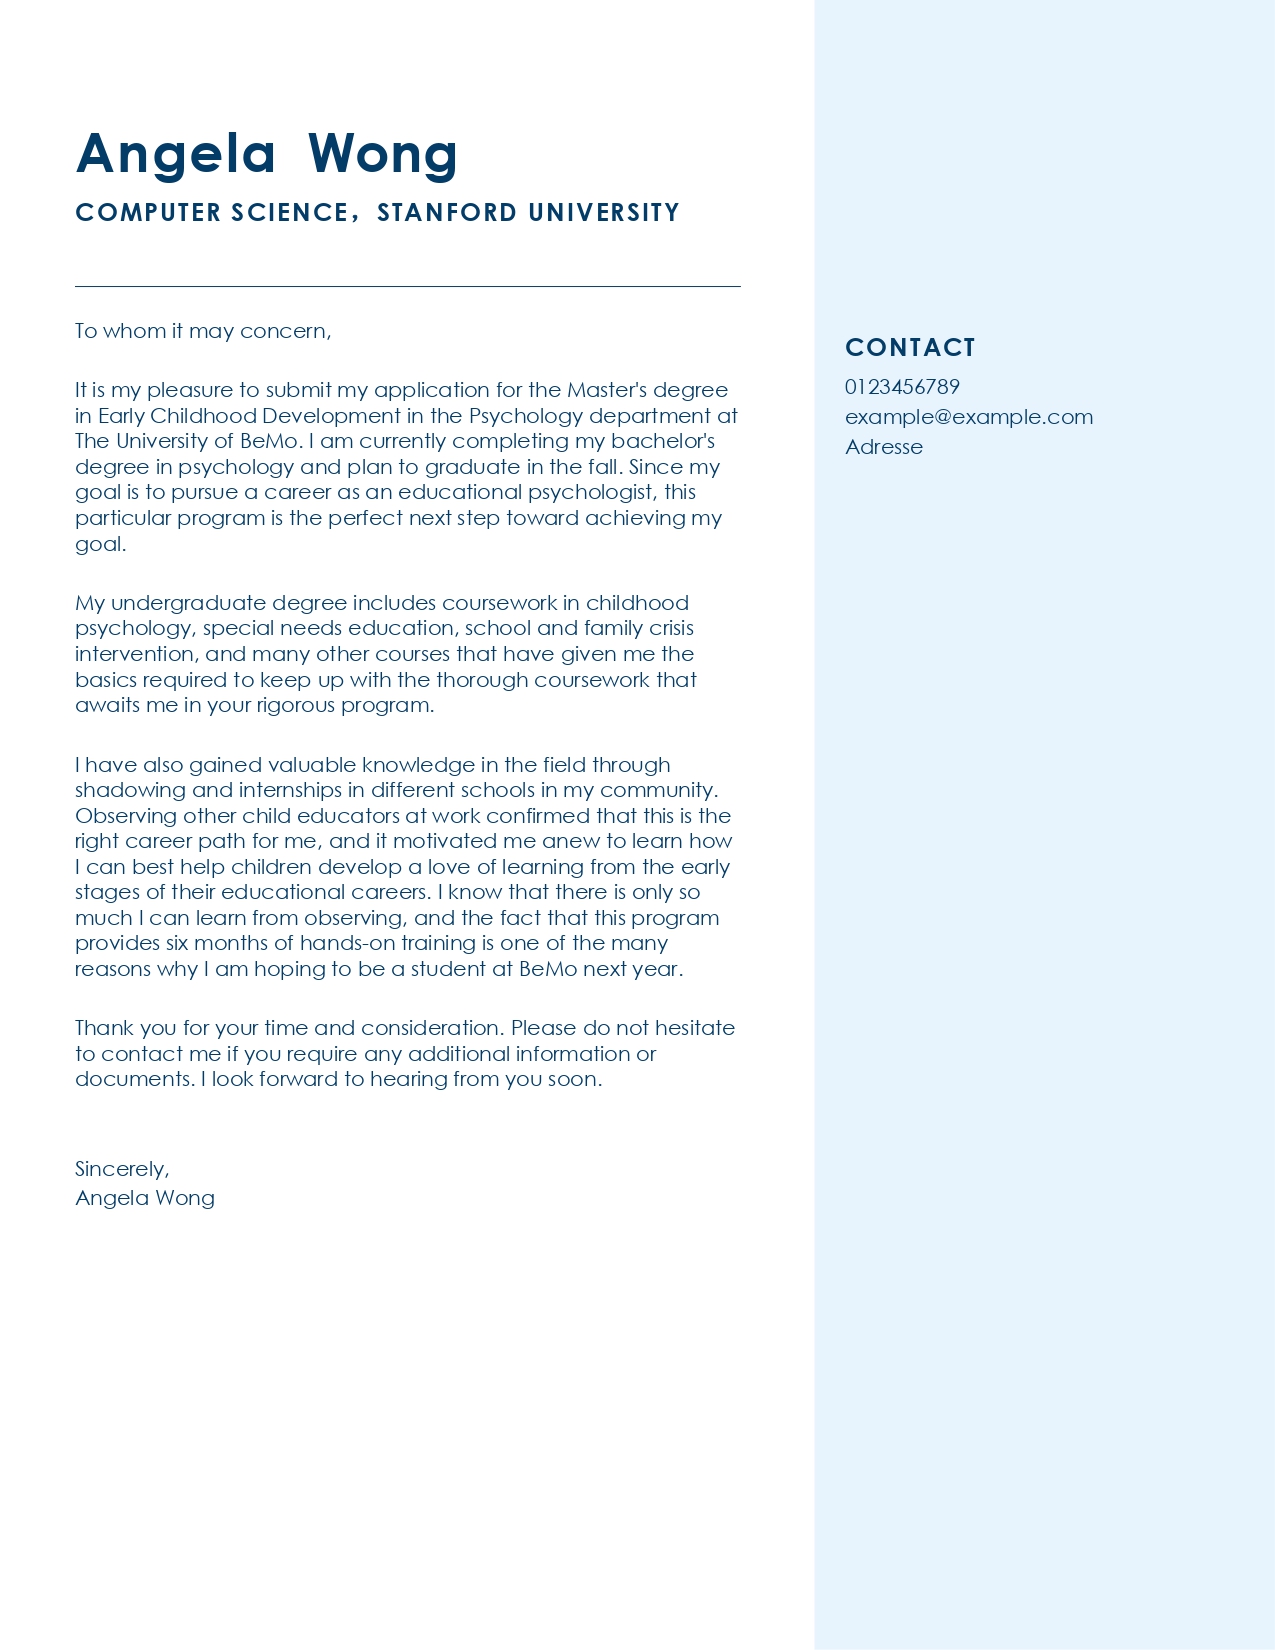 Angela Wong
COMPUTER SCIENCE，STANFORD UNIVERSITY
To whom it may concern,
It is my pleasure to submit my application for the Master's degree
in Early Childhood Development in the Psychology department at
The University of BeMo. I am currently completing my bachelor's
degree in psychology and plan to graduate in the fall. Since my
goal is to pursue a career as an educational psychologist, this
particular program is the perfect next step toward achieving my
goal.
My undergraduate degree includes coursework in childhood
psychology, special needs education, school and family crisis
intervention, and many other courses that have given me the
basics required to keep up with the thorough coursework that
awaits me in your rigorous program.
I have also gained valuable knowledge in the field through
shadowing and internships in different schools in my community.
Observing other child educators at work confirmed that this is the
right career path for me, and it motivated me anew to learn how
I can best help children develop a love of learning from the early
stages of their educational careers. I know that there is only so
much I can learn from observing, and the fact that this program
provides six months of hands-on training is one of the many
reasons why I am hoping to be a student at BeMo next year.
Thank you for your time and consideration. Please do not hesitate
to contact me if you require any additional information or
documents. I look forward to hearing from you soon.
Sincerely,
Angela Wong
CONTACT
0123456789
example@example.com
Adresse